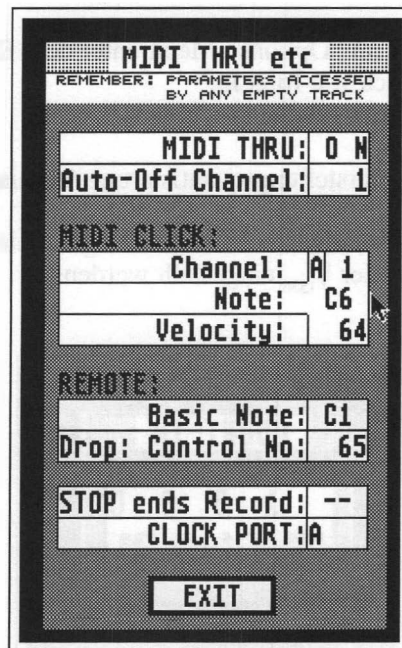 MIDI THRU etc
REMEMBER: PARAMETERS ACCESSED
BY ANY EMPTY TRACK
MIDI THRU: O N
Auto-Off Channel: 1
MIDI CLICK:
Channel: A 1
Note: C6
Velocity: 64
REMOTE:
Basic Note: C1
Drop: Control No: 65
STOP ends Record: --
CLOCK PORT: A
EXIT